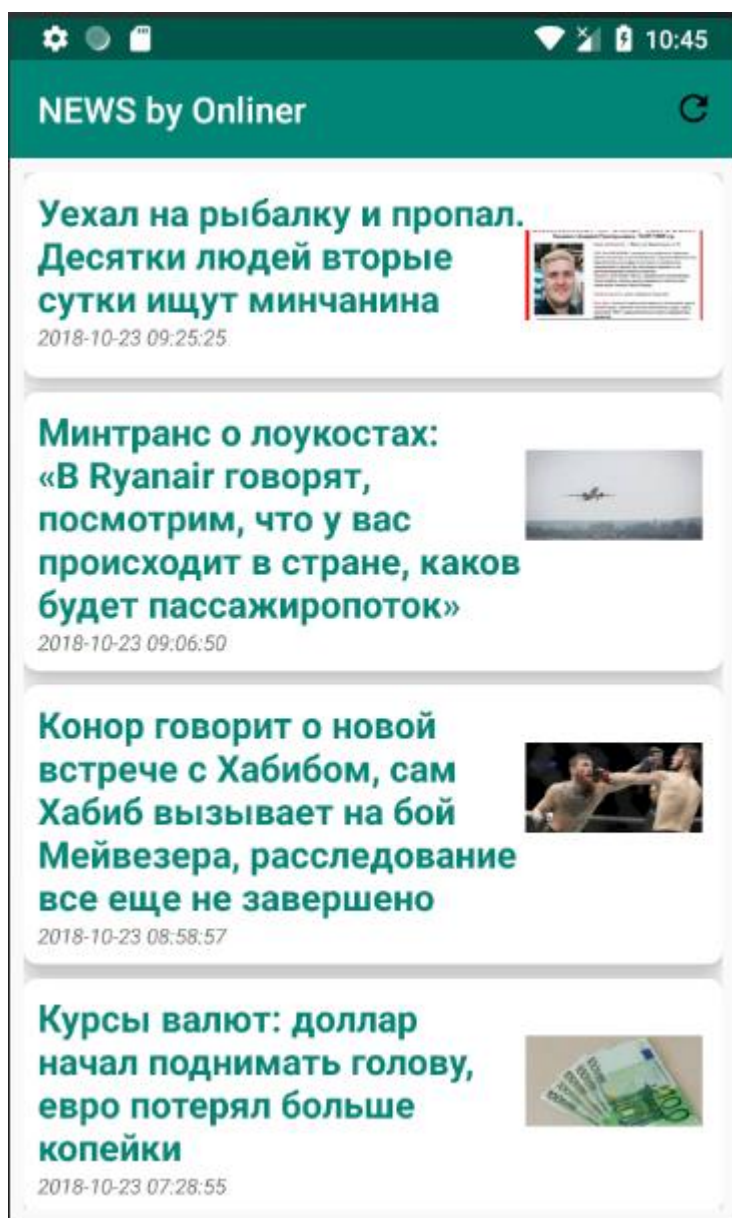 10:45
NEWS by Onliner
Уехал на рыбалку и пропал.
Десятки людей вторые
сутки ищут минчанина
2018-10-23 09:25:25
Минтранс о лоукостах:
«В Ryanair говорят,
посмотрим, что у вас
происходит в стране, каков
будет пассажиропоток»
2018-10-23 09:06:50
Конор говорит о новой
встрече с Хабибом, сам
Хабиб вызывает на бой
Мейвезера, расследование
все еще не завершено
2018-10-23 08:58:57
Курсы валют: доллар
начал поднимать голову,
евро потерял больше
копейки
100
2018-10-23 07:28:55